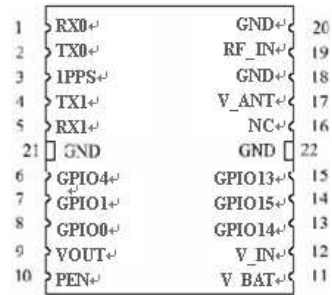 1 RX0 GND 20
2 TX0 RF_IN 19
3 1PPS GND 18
4 TX1 V_ANT 17
5 RX1 NC 16
21 GND GND 22
6 GPIO4 GPIO13 15
7 GPIO1 GPIO15 14
8 GPIO0 GPIO14 13
9 VOUT V_IN 12
10 PEN V_BAT 11